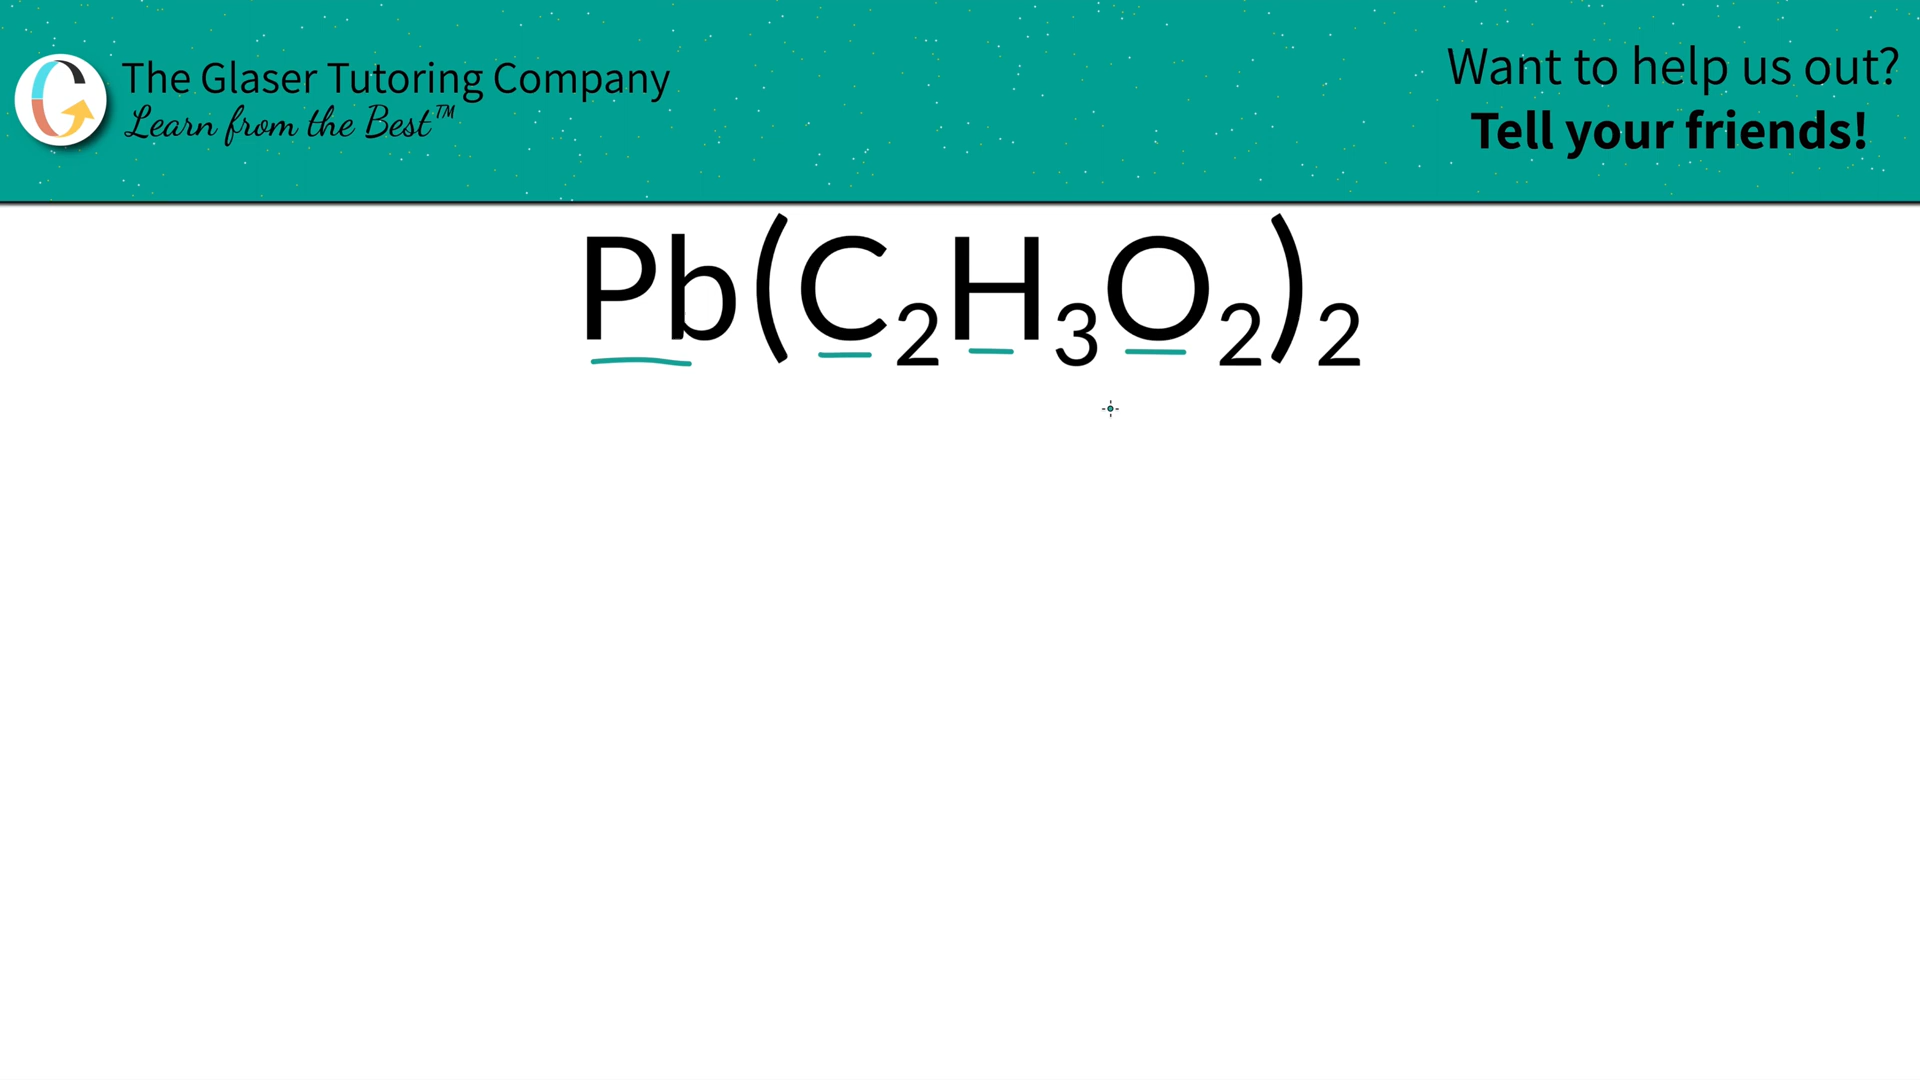 The Glaser Tutoring Company
Learn from the Best™
Want to help us out?
Tell your friends!
Pb(C₂H₃O₂)₂